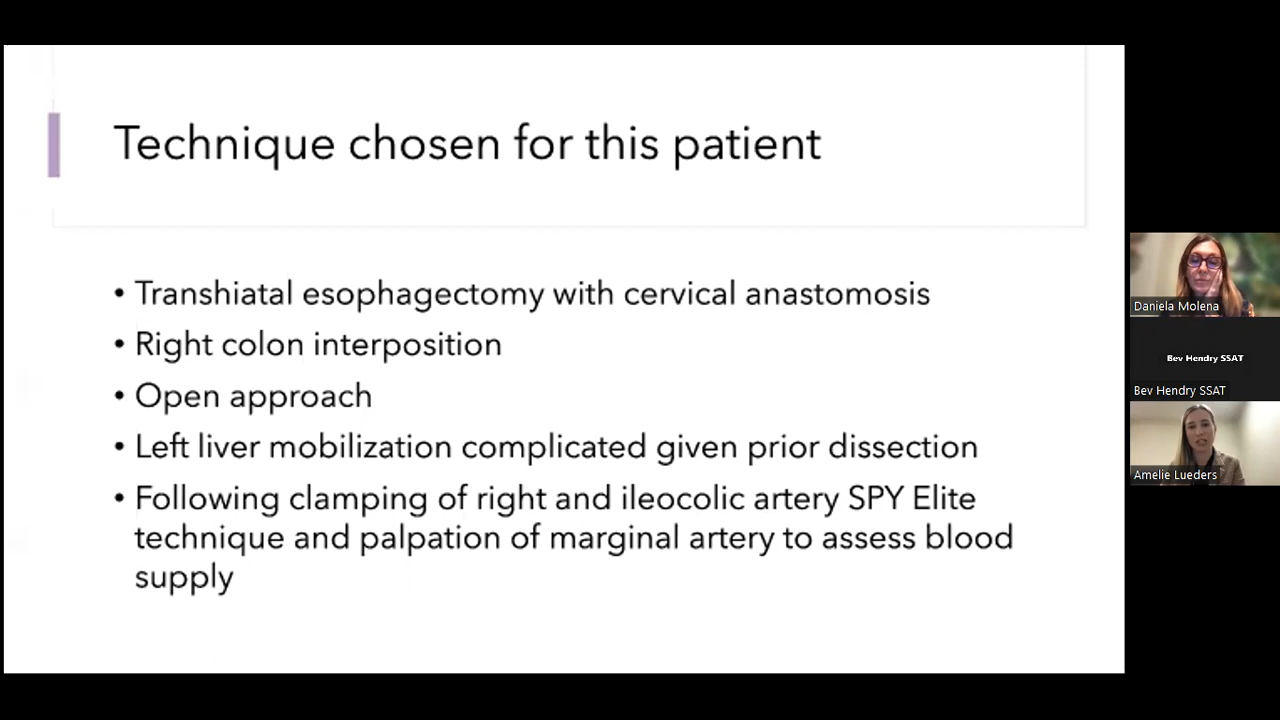 Technique chosen for this patient
• Transhiatal esophagectomy with cervical anastomosis
• Right colon interposition
• Open approach
• Left liver mobilization complicated given prior dissection
• Following clamping of right and ileocolic artery SPY Elite
technique and palpation of marginal artery to assess blood
supply
Daniela Molena
Bev Hendry SSAT
Bev Hendry SSAT
Amelie Lueders